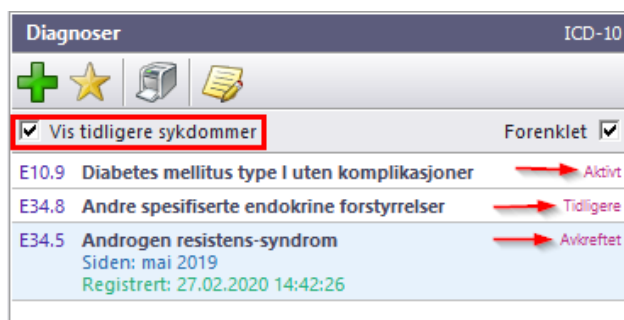 Diagnoser ICD-10
Vis tidligere sykdommer Forenklet
E10.9 Diabetes mellitus type I uten komplikasjoner Aktivt
E34.8 Andre spesifiserte endokrine forstyrrelser Tidligere
E34.5 Androgen resistens-syndrom Avkreftet
Siden: mai 2019
Registrert: 27.02.2020 14:42:26